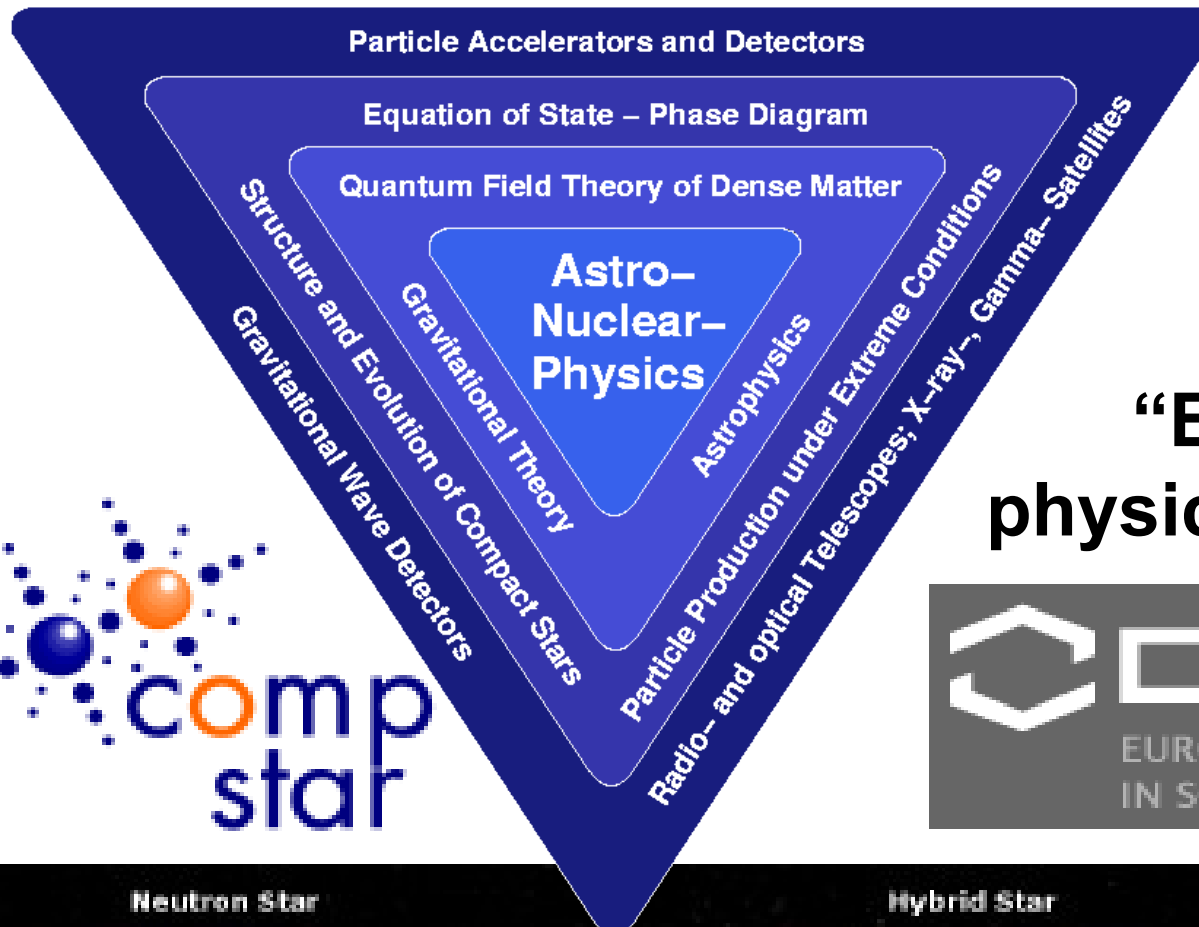 Particle Accelerators and Detectors
Equation of State – Phase Diagram
Quantum Field Theory of Dense Matter
Astro–
Nuclear–
Physics
Gravitational Theory
Astrophysics
Structure and Evolution of Compact Stars
Particle Production under Extreme Conditions
Gravitational Wave Detectors
Radio– and optical Telescopes; X–ray–, Gamma– Satellites
comp
star
Neutron Star
Hybrid Star